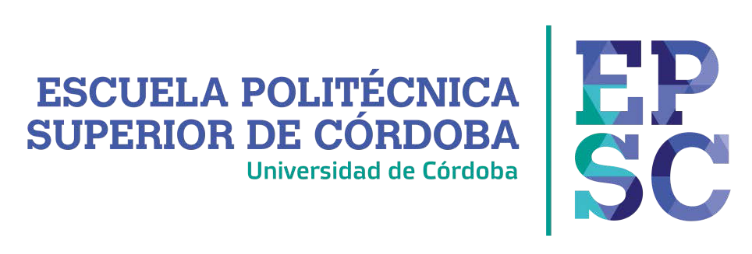 ESCUELA POLITÉCNICA
SUPERIOR DE CÓRDOBA
Universidad de Córdoba
EP
SC